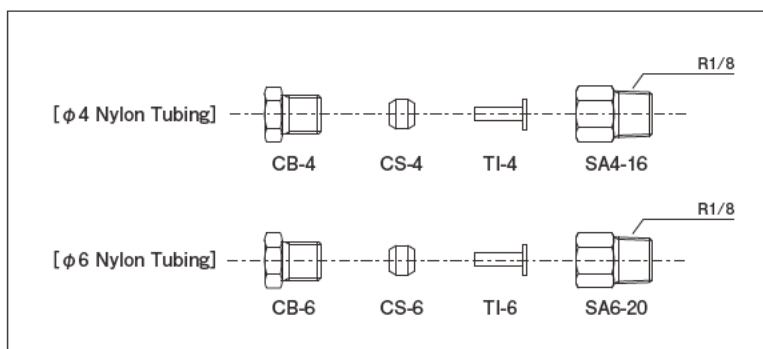 R1/8
[φ4 Nylon Tubing]
CB-4 CS-4 TI-4 SA4-16
R1/8
[φ6 Nylon Tubing]
CB-6 CS-6 TI-6 SA6-20